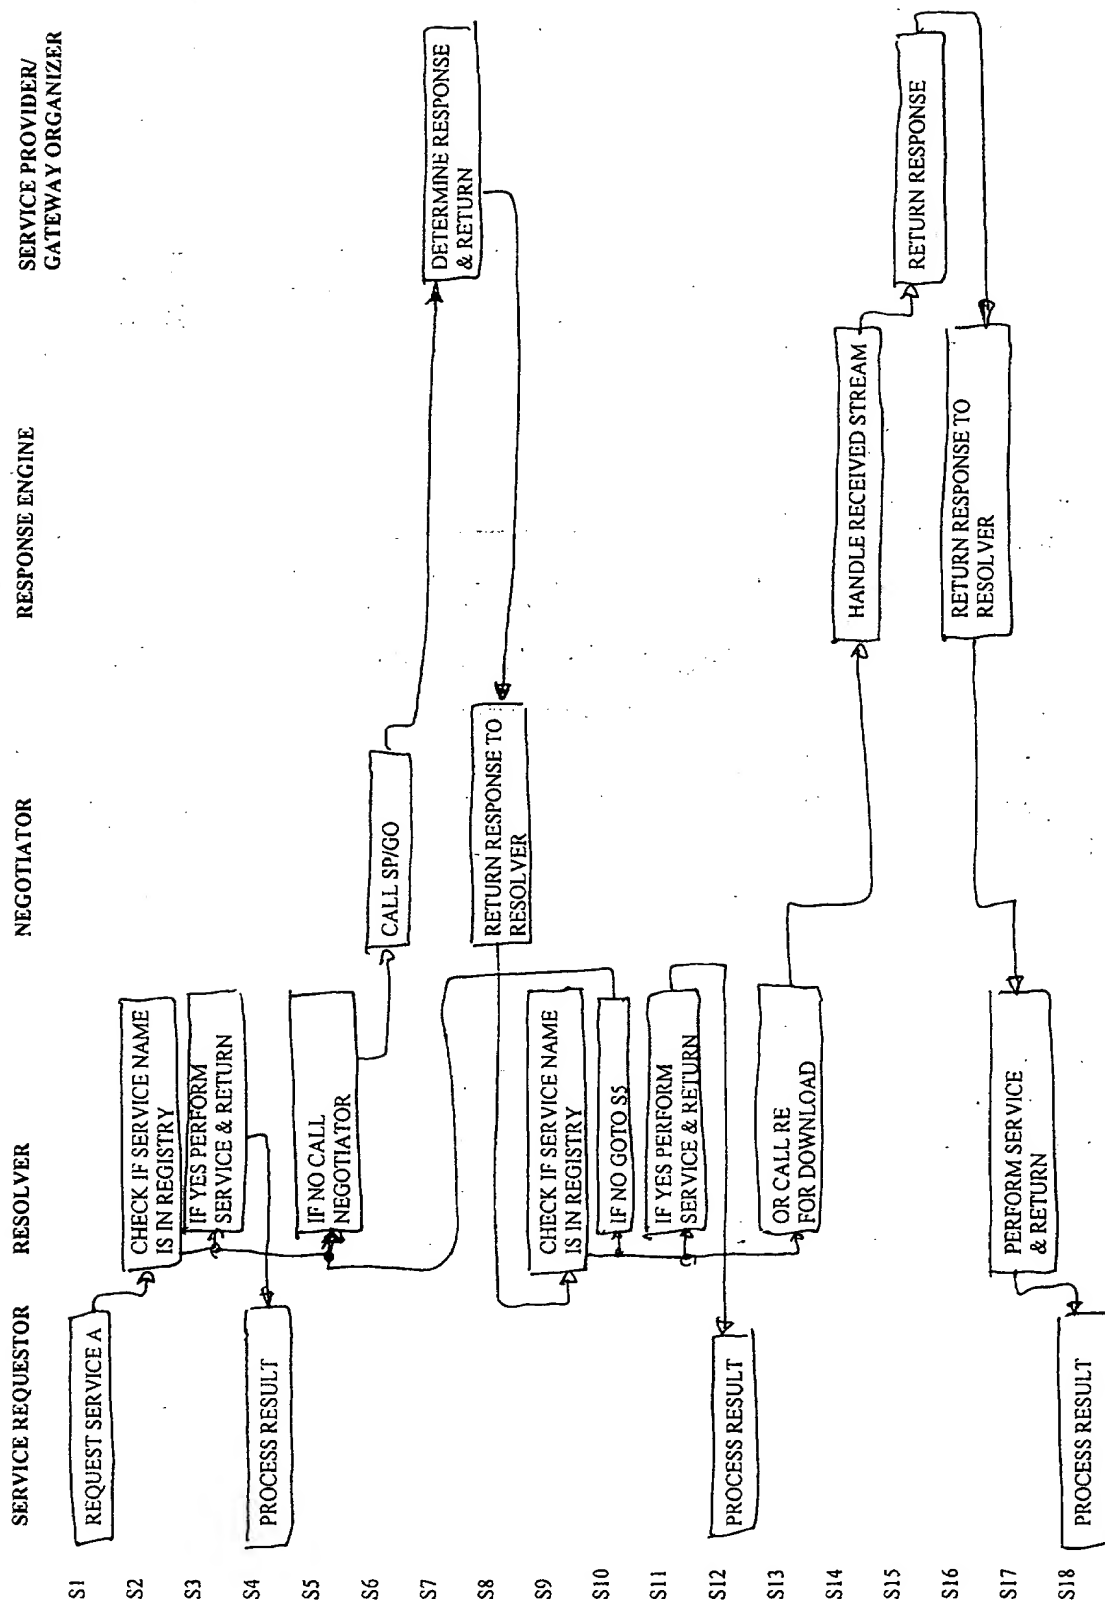 SERVICE REQUESTOR
RESOLVER
NEGOTIATOR
RESPONSE ENGINE
SERVICE PROVIDER/
GATEWAY ORGANIZER
S1
REQUEST SERVICE A
S2
CHECK IF SERVICE NAME
IS IN REGISTRY
S3
IF YES PERFORM
SERVICE & RETURN
S4
PROCESS RESULT
S5
IF NO CALL
NEGOTIATOR
S6
CALL SP/GO
S7
DETERMINE RESPONSE
& RETURN
S8
RETURN RESPONSE TO
RESOLVER
S9
CHECK IF SERVICE NAME
IS IN REGISTRY
S10
IF NO GOTO S5
S11
IF YES PERFORM
SERVICE & RETURN
S12
PROCESS RESULT
S13
OR CALL RE
FOR DOWNLOAD
S14
HANDLE RECEIVED STREAM
S15
RETURN RESPONSE
S16
RETURN RESPONSE TO
RESOLVER
S17
PERFORM SERVICE
& RETURN
S18
PROCESS RESULT